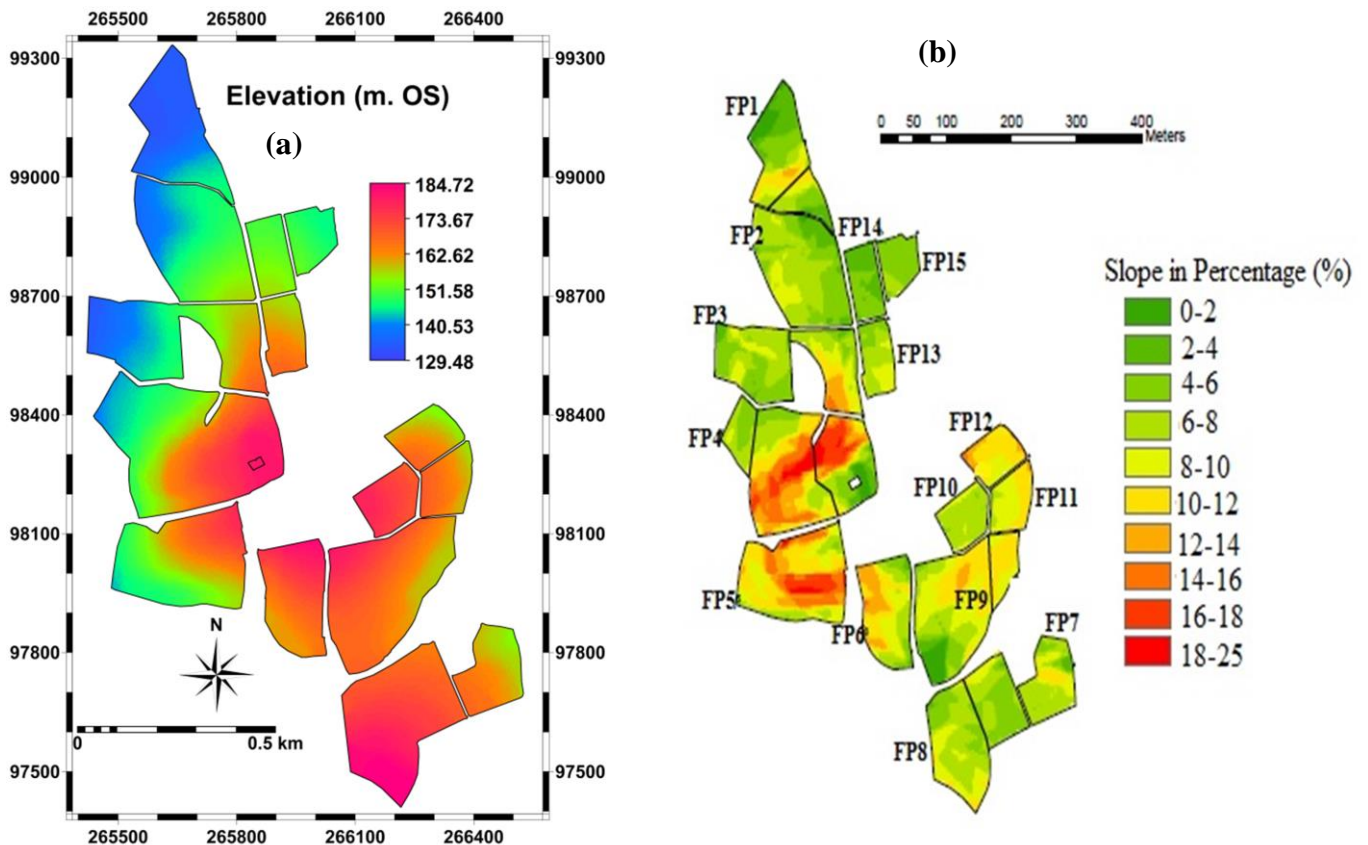 265500 265800 266100 266400
99300 99300
Elevation (m. OS)
(a)
184.72
173.67
162.62
151.58
140.53
129.48
99000 99000
98700 98700
98400 98400
98100 98100
97800 97800
N
0 0.5 km
97500 97500
265500 265800 266100 266400
(b)
0 50 100 200 300 400
Meters
FP1
FP2
FP14
FP15
FP3
FP13
FP4
FP12
FP10
FP11
FP5
FP6
FP9
FP7
FP8
Slope in Percentage (%)
0-2
2-4
4-6
6-8
8-10
10-12
12-14
14-16
16-18
18-25